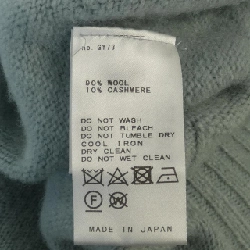 90% WOOL
10% CASHMERE
DO NOT WASH
DO NOT BLEACH
DO NOT TUMBLE DRY
COOL IRON
DRY CLEAN
DO NOT WET CLEAN
F W
MADE IN JAPAN